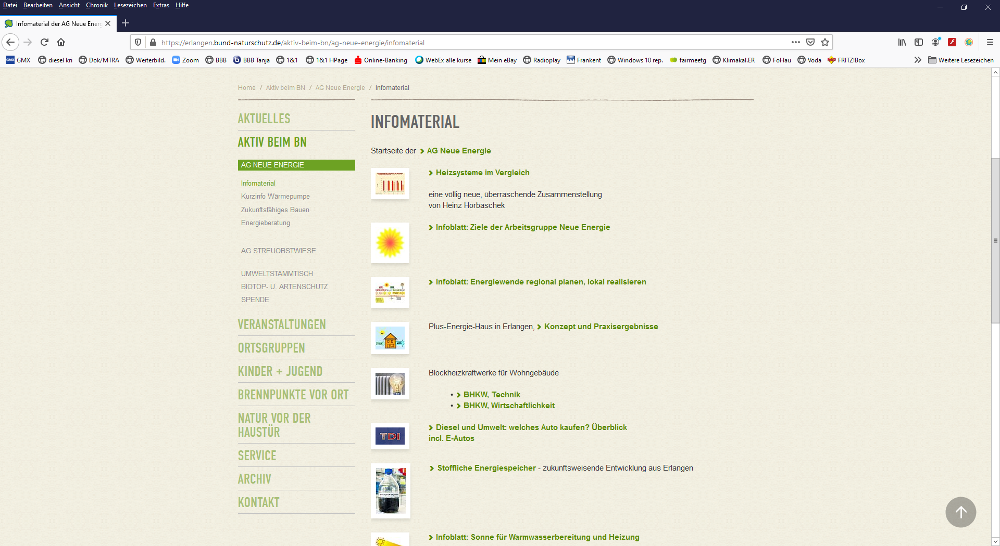 Datei Bearbeiten Ansicht Chronik Lesezeichen Extras Hilfe
Infomaterial der AG Neue Energ
https://erlangen.bund-naturschutz.de/aktiv-beim-bn/ag-neue-energie/infomaterial
GMX diesel kri Dok/MTRA Weiterbild. Zoom BBB BBB Tanja 1&1 1&1 HPage Online-Banking WebEx alle kurse Mein eBay Radioplay Frankent Windows 10 rep. fairmeetg Klimakal.ER FoHau Voda FRITZ!Box Weitere Lesezeichen
Home / Aktiv beim BN / AG Neue Energie / Infomaterial
AKTUELLES
AKTIV BEIM BN
AG NEUE ENERGIE
Infomaterial
Kurzinfo Wärmepumpe
Zukunftsfähiges Bauen
Energieberatung
AG STREUOBSTWIESE
UMWELTSTAMMTISCH
BIOTOP- U. ARTENSCHUTZ
SPENDE
VERANSTALTUNGEN
ORTSGRUPPEN
KINDER + JUGEND
BRENNPUNKTE VOR ORT
NATUR VOR DER
HAUSTÜR
SERVICE
ARCHIV
KONTAKT
INFOMATERIAL
Startseite der AG Neue Energie
Heizsysteme im Vergleich
eine völlig neue, überraschende Zusammenstellung
von Heinz Horbaschek
Infoblatt: Ziele der Arbeitsgruppe Neue Energie
Infoblatt: Energiewende regional planen, lokal realisieren
Plus-Energie-Haus in Erlangen, Konzept und Praxisergebnisse
Blockheizkraftwerke für Wohngebäude
• BHKW, Technik
• BHKW, Wirtschaftlichkeit
TDI
Diesel und Umwelt: welches Auto kaufen? Überblick
incl. E-Autos
Stoffliche Energiespeicher - zukunftsweisende Entwicklung aus Erlangen
Infoblatt: Sonne für Warmwasserbereitung und Heizung